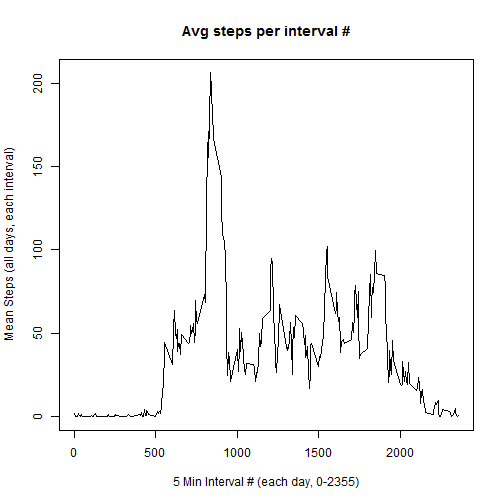 Avg steps per interval #
Mean Steps (all days, each interval)
200
150
100
50
0
0 500 1000 1500 2000
5 Min Interval # (each day, 0-2355)